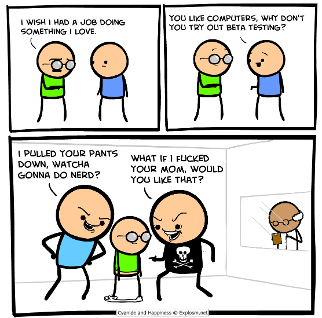 I WISH I HAD A JOB DOING
SOMETHING I LOVE.
YOU LIKE COMPUTERS, WHY DON'T
YOU TRY OUT BETA TESTING?
I PULLED YOUR PANTS
DOWN, WATCHA
GONNA DO NERD?
WHAT IF I FUCKED
YOUR MOM, WOULD
YOU LIKE THAT?
Cyanide and Happiness © Explosm.net